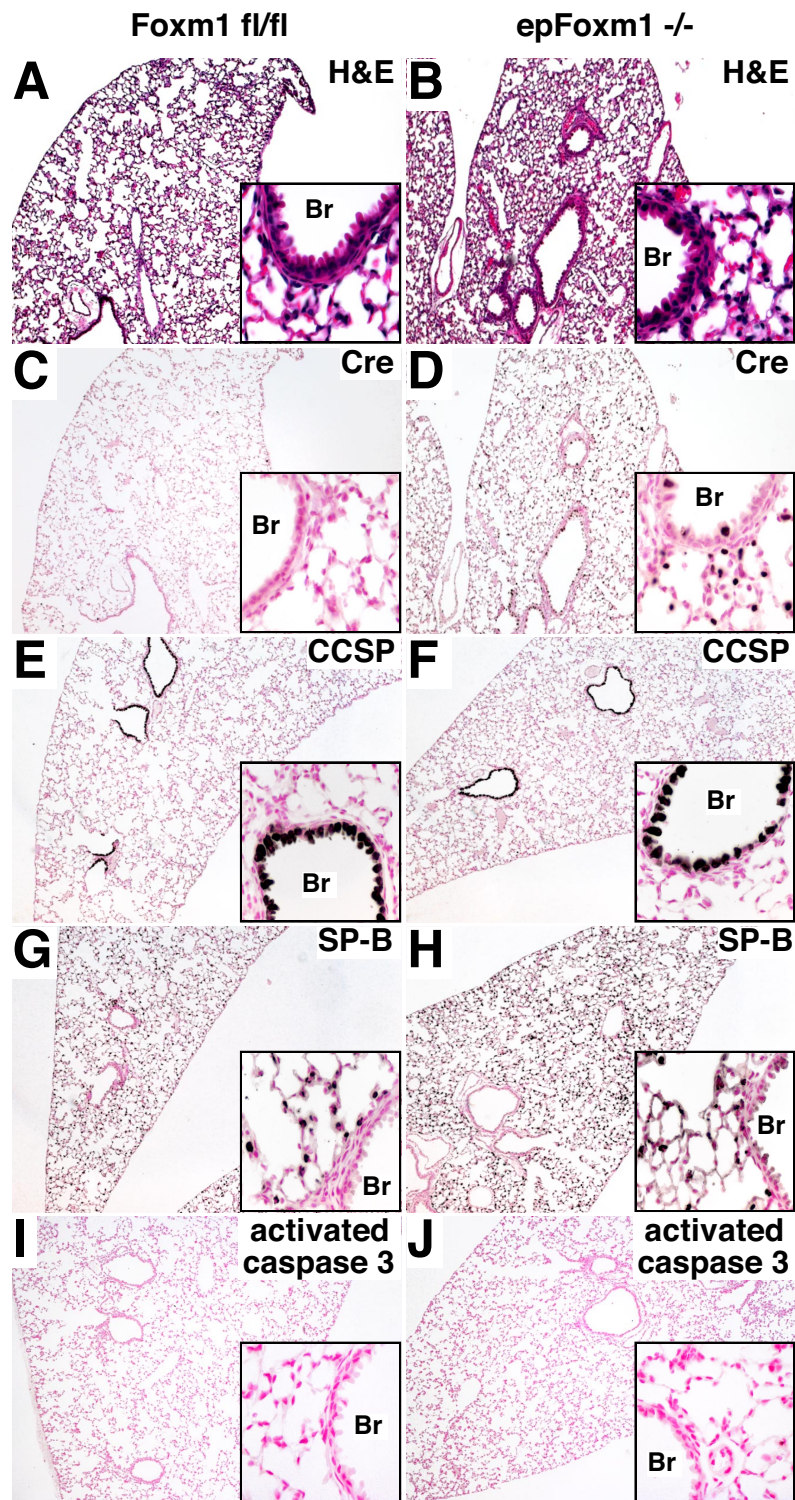 Foxm1 fl/fl epFoxm1 -/-
A H&E B H&E
Br Br
C Cre D Cre
Br Br
E CCSP F CCSP
Br Br
G SP-B H SP-B
Br Br
I activated J activated
caspase 3 caspase 3
Br Br